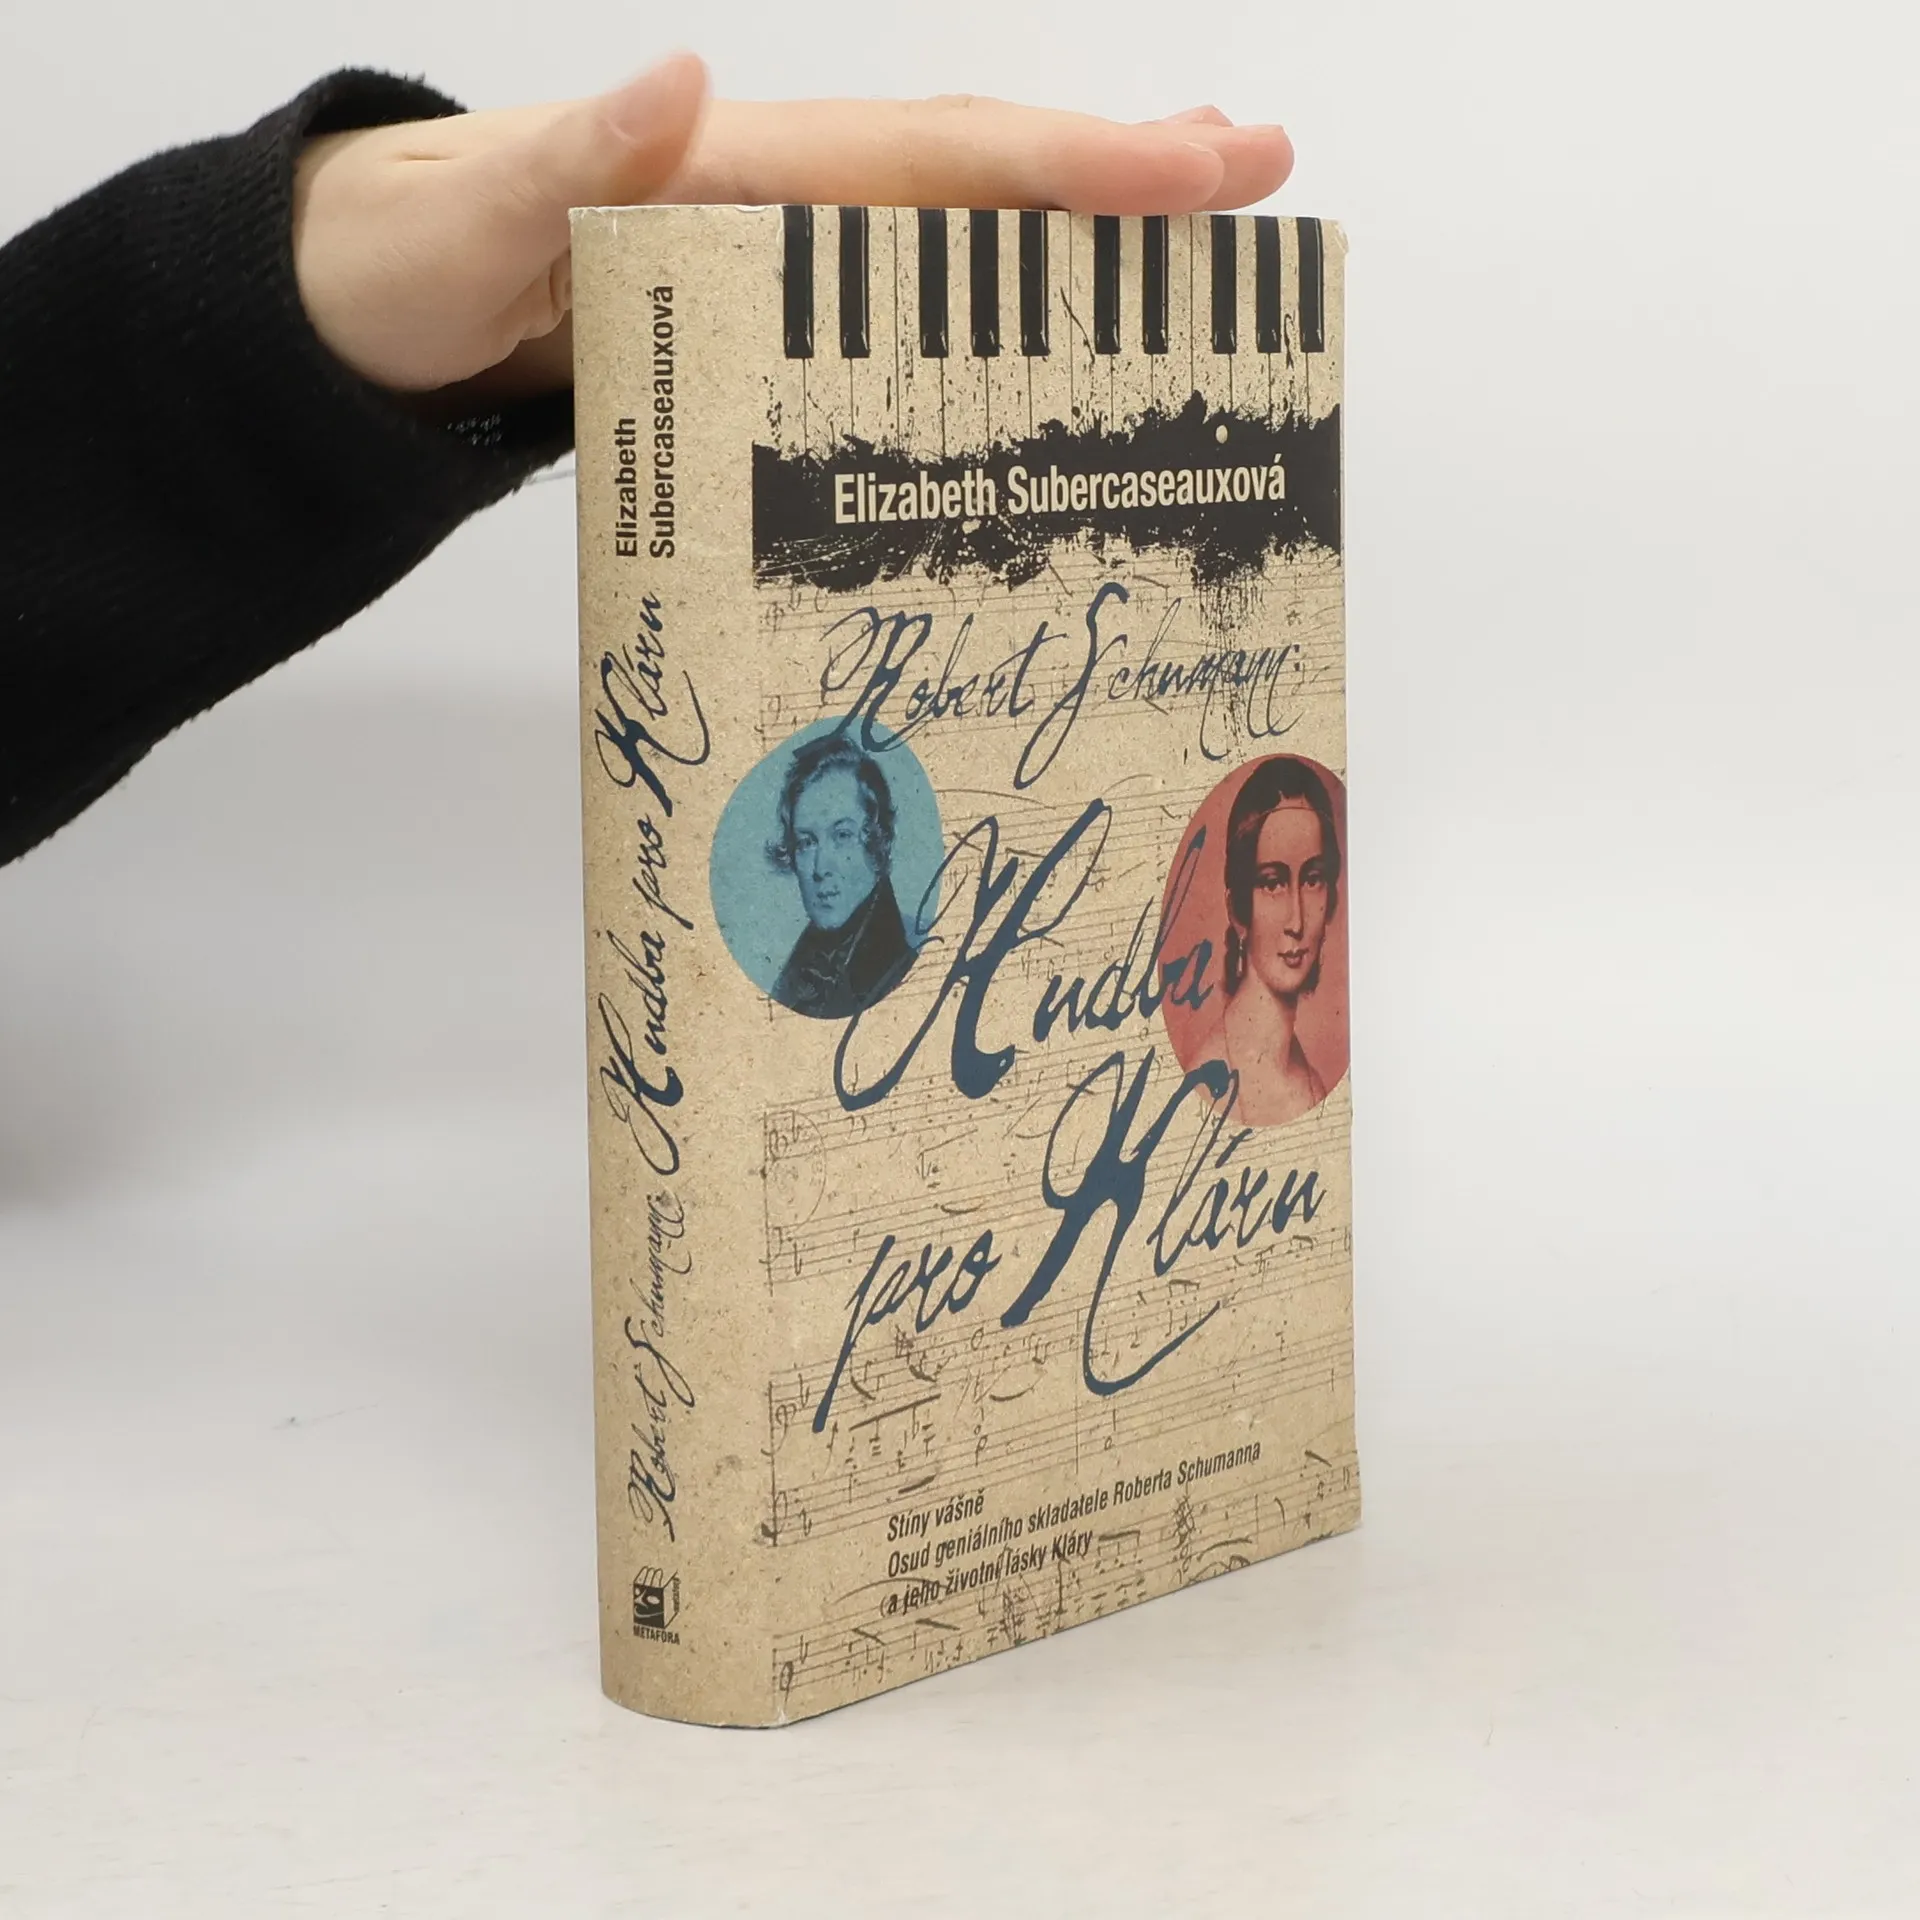 Elizabeth
Subercaseauxová
Robert Schumann: Hudba pro Kláru
METAFORA
Elizabeth Subercaseauxová
Robert Schumann:
Hudba
pro Kláru
Stíny vášně
Osud geniálního skladatele Roberta Schumanna
a jeho životní lásky Kláry